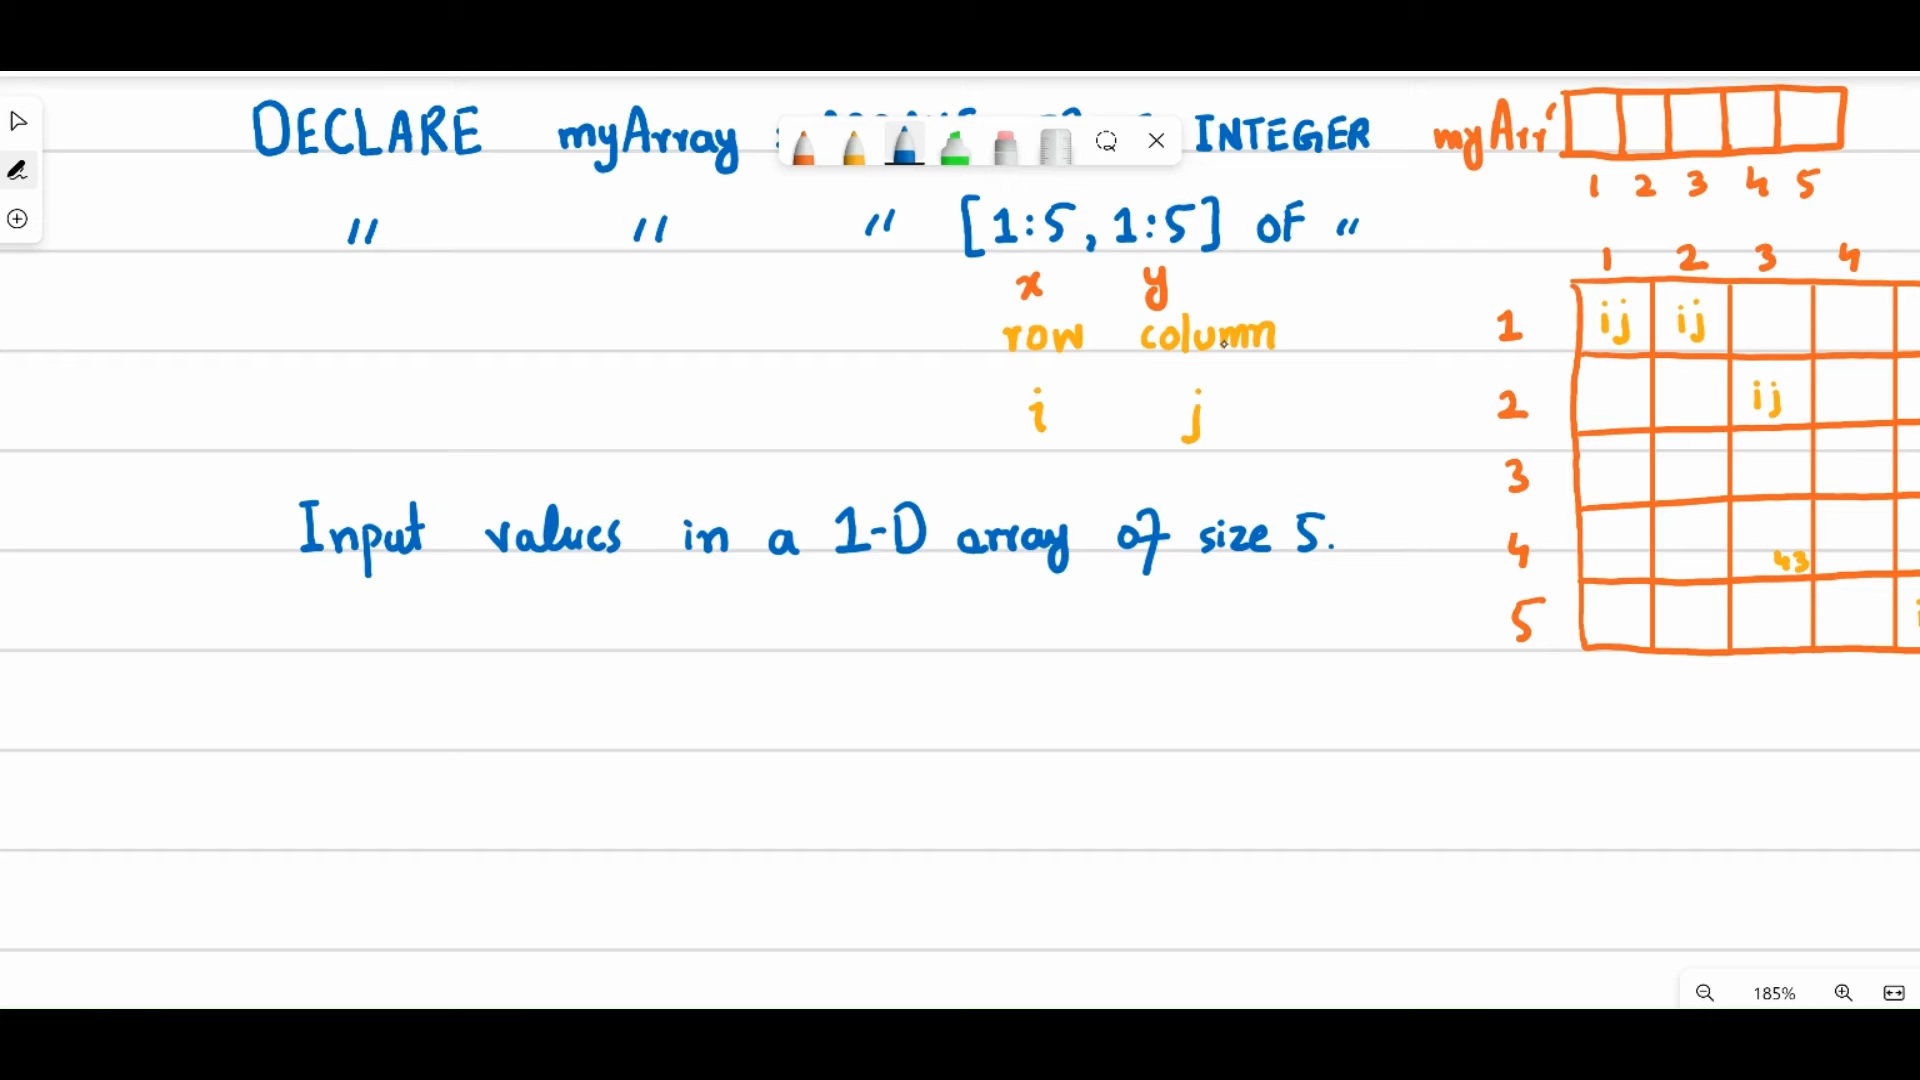 DECLARE myArray : INTEGER myArr
1 2 3 4 5
" " " [1:5, 1:5] OF "
x y
row column
i j
1 2 3 4
1 ij ij
2 ij
3
4 43
5
Input values in a 1-D array of size 5.
185%